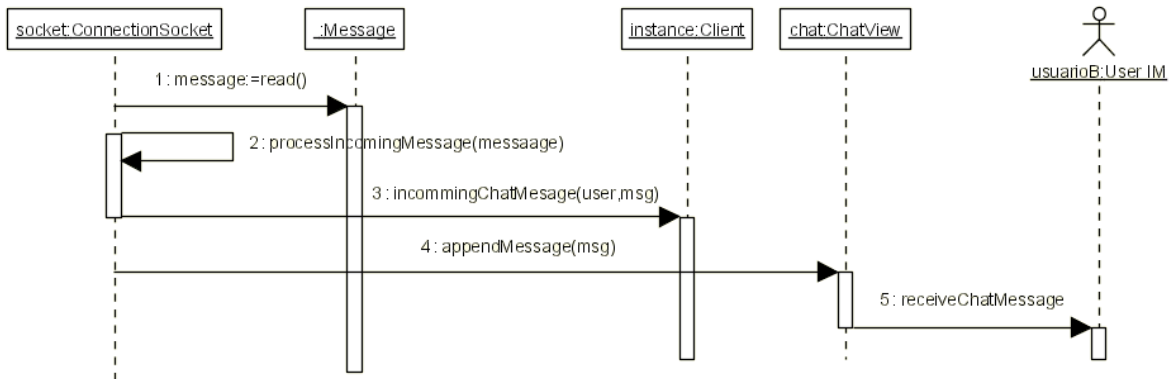 socket:ConnectionSocket
:Message
instance:Client
chat:ChatView
usuarioB:User IM
1: message:=read()
2: processIncomingMessage(messaage)
3: incommingChatMesage(user,msg)
4: appendMessage(msg)
5: receiveChatMessage